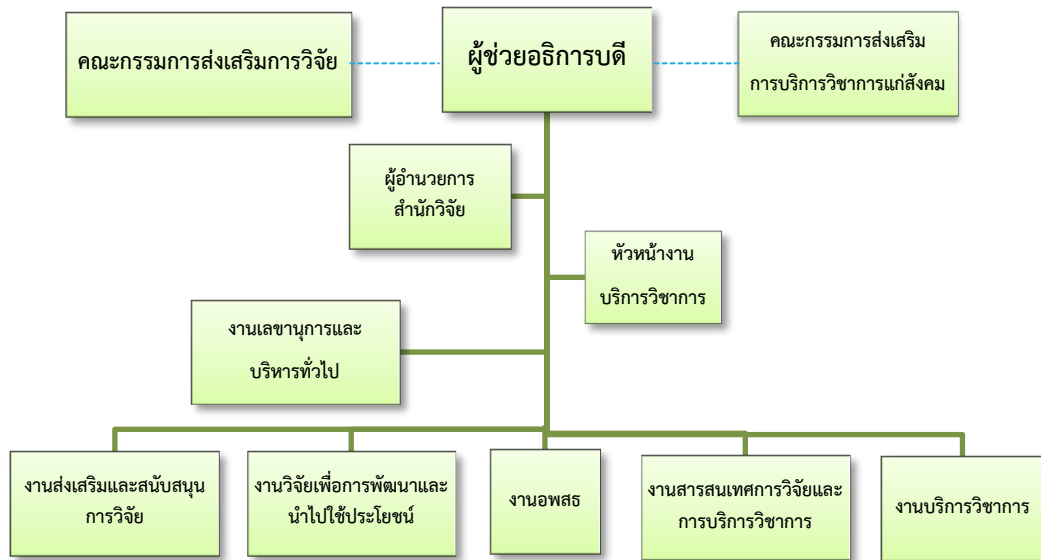 คณะกรรมการส่งเสริมการวิจัย
ผู้ช่วยอธิการบดี
คณะกรรมการส่งเสริม
การบริการวิชาการแก่สังคม
ผู้อำนวยการ
สำนักวิจัย
หัวหน้างาน
บริการวิชาการ
งานเลขานุการและ
บริหารทั่วไป
งานส่งเสริมและสนับสนุน
การวิจัย
งานวิจัยเพื่อการพัฒนาและ
นำไปใช้ประโยชน์
งานอพสธ
งานสารสนเทศการวิจัยและ
การบริการวิชาการ
งานบริการวิชาการ